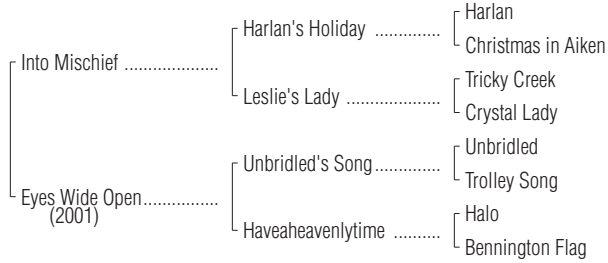 Harlan
Harlan's Holiday ..............
Christmas in Aiken
Into Mischief .....................
Tricky Creek
Leslie's Lady .....................
Crystal Lady
Unbridled
Unbridled's Song ...............
Trolley Song
Eyes Wide Open.................
(2001)
Halo
Haveaheavenlytime ..........
Bennington Flag